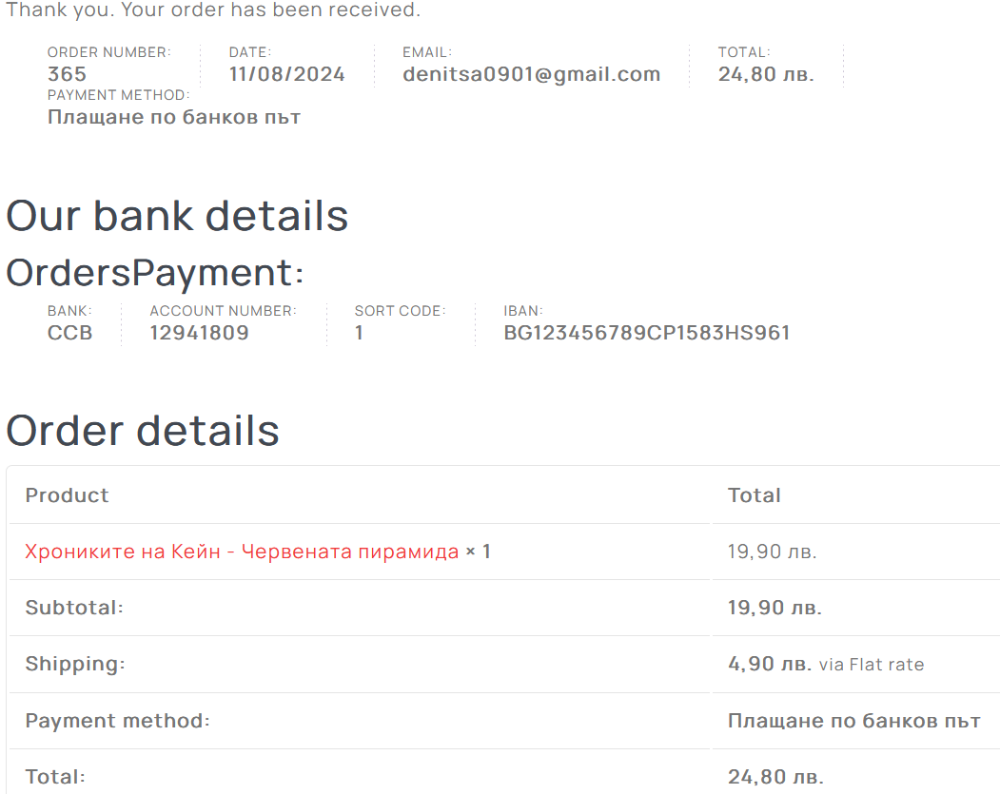 Thank you. Your order has been received.
ORDER NUMBER: DATE: EMAIL: TOTAL:
365 11/08/2024 denitsa0901@gmail.com 24,80 лв.
PAYMENT METHOD:
Плащане по банков път
Our bank details
OrdersPayment:
BANK: ACCOUNT NUMBER: SORT CODE: IBAN:
CCB 12941809 1 BG123456789CP1583HS961
Order details
Product Total
Хрониките на Кейн - Червената пирамида × 1 19,90 лв.
Subtotal: 19,90 лв.
Shipping: 4,90 лв. via Flat rate
Payment method: Плащане по банков път
Total: 24,80 лв.